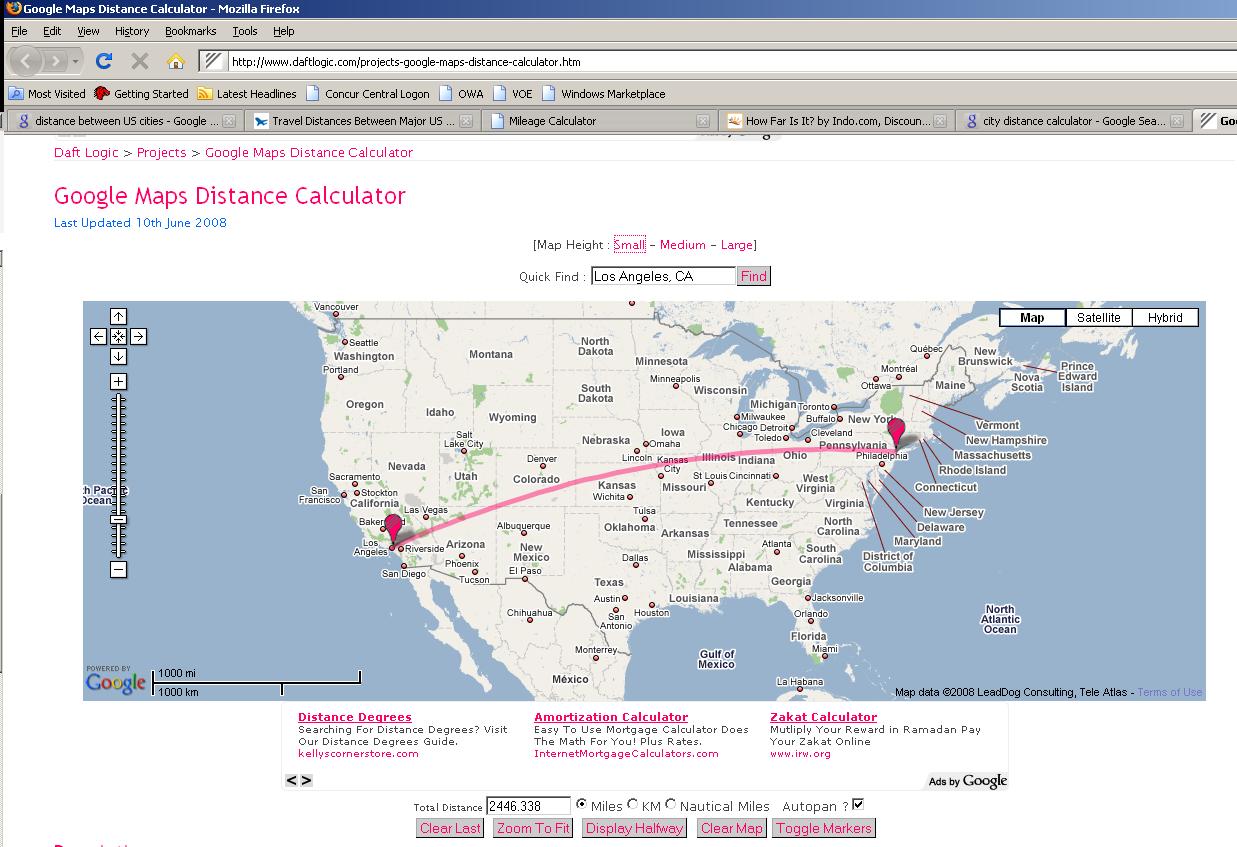 Google Maps Distance Calculator - Mozilla Firefox
File Edit View History Bookmarks Tools Help
http://www.daftlogic.com/projects-google-maps-distance-calculator.htm
Most Visited Getting Started Latest Headlines Concur Central Logon OWA VOE Windows Marketplace
distance between US cities - Google ... Travel Distances Between Major US ... Mileage Calculator How Far Is It? by Indo.com, Discoun... city distance calculator - Google Sea... Goo
Daft Logic > Projects > Google Maps Distance Calculator
Google Maps Distance Calculator
Last Updated 10th June 2008
[Map Height : Small - Medium - Large]
Quick Find : Los Angeles, CA Find
Map Satellite Hybrid
Vancouver
Seattle
Washington
Portland
Montana
North
Dakota
Minnesota
Minneapolis
Wisconsin
Michigan
Toronto
Ottawa
Montréal
Québec
New
Brunswick
Maine
Nova
Scotia
Prince
Edward
Island
Oregon
Idaho
Wyoming
South
Dakota
Milwaukee
Buffalo
New York
Vermont
New Hampshire
Massachusetts
Rhode Island
Connecticut
Salt
Lake City
Nebraska
Iowa
Omaha
Lincoln
Chicago
Detroit
Toledo
Cleveland
Pennsylvania
Philadelphia
Nevada
Utah
Denver
Colorado
Kansas
City
Illinois
Indiana
Ohio
Sacramento
Stockton
San
Francisco
California
Kansas
Wichita
Missouri
St Louis
Cincinnati
West
Virginia
Kentucky
Virginia
New Jersey
Delaware
Maryland
District of
Columbia
th Pacific
Ocean
Las Vegas
Bakers
Los
Angeles
Riverside
San Diego
Arizona
Phoenix
Tucson
Albuquerque
New
Mexico
El Paso
Tulsa
Oklahoma
Arkansas
Tennessee
North
Carolina
South
Carolina
Atlanta
Mississippi
Alabama
Georgia
Dallas
Texas
Louisiana
Austin
Houston
San
Antonio
Jacksonville
Orlando
Florida
Miami
North
Atlantic
Ocean
Chihuahua
Monterrey
México
Gulf of
Mexico
La Habana
POWERED BY
Google
1000 mi
1000 km
Map data ©2008 LeadDog Consulting, Tele Atlas - Terms of Use
Distance Degrees
Searching For Distance Degrees? Visit
Our Distance Degrees Guide.
kellyscornerstore.com
Amortization Calculator
Easy To Use Mortgage Calculator Does
The Math For You! Plus Rates.
InternetMortgageCalculators.com
Zakat Calculator
Mutliply Your Reward in Ramadan Pay
Your Zakat Online
www.irw.org
< >
Ads by Google
Total Distance 2446.338 Miles KM Nautical Miles Autopan ?
Clear Last Zoom To Fit Display Halfway Clear Map Toggle Markers